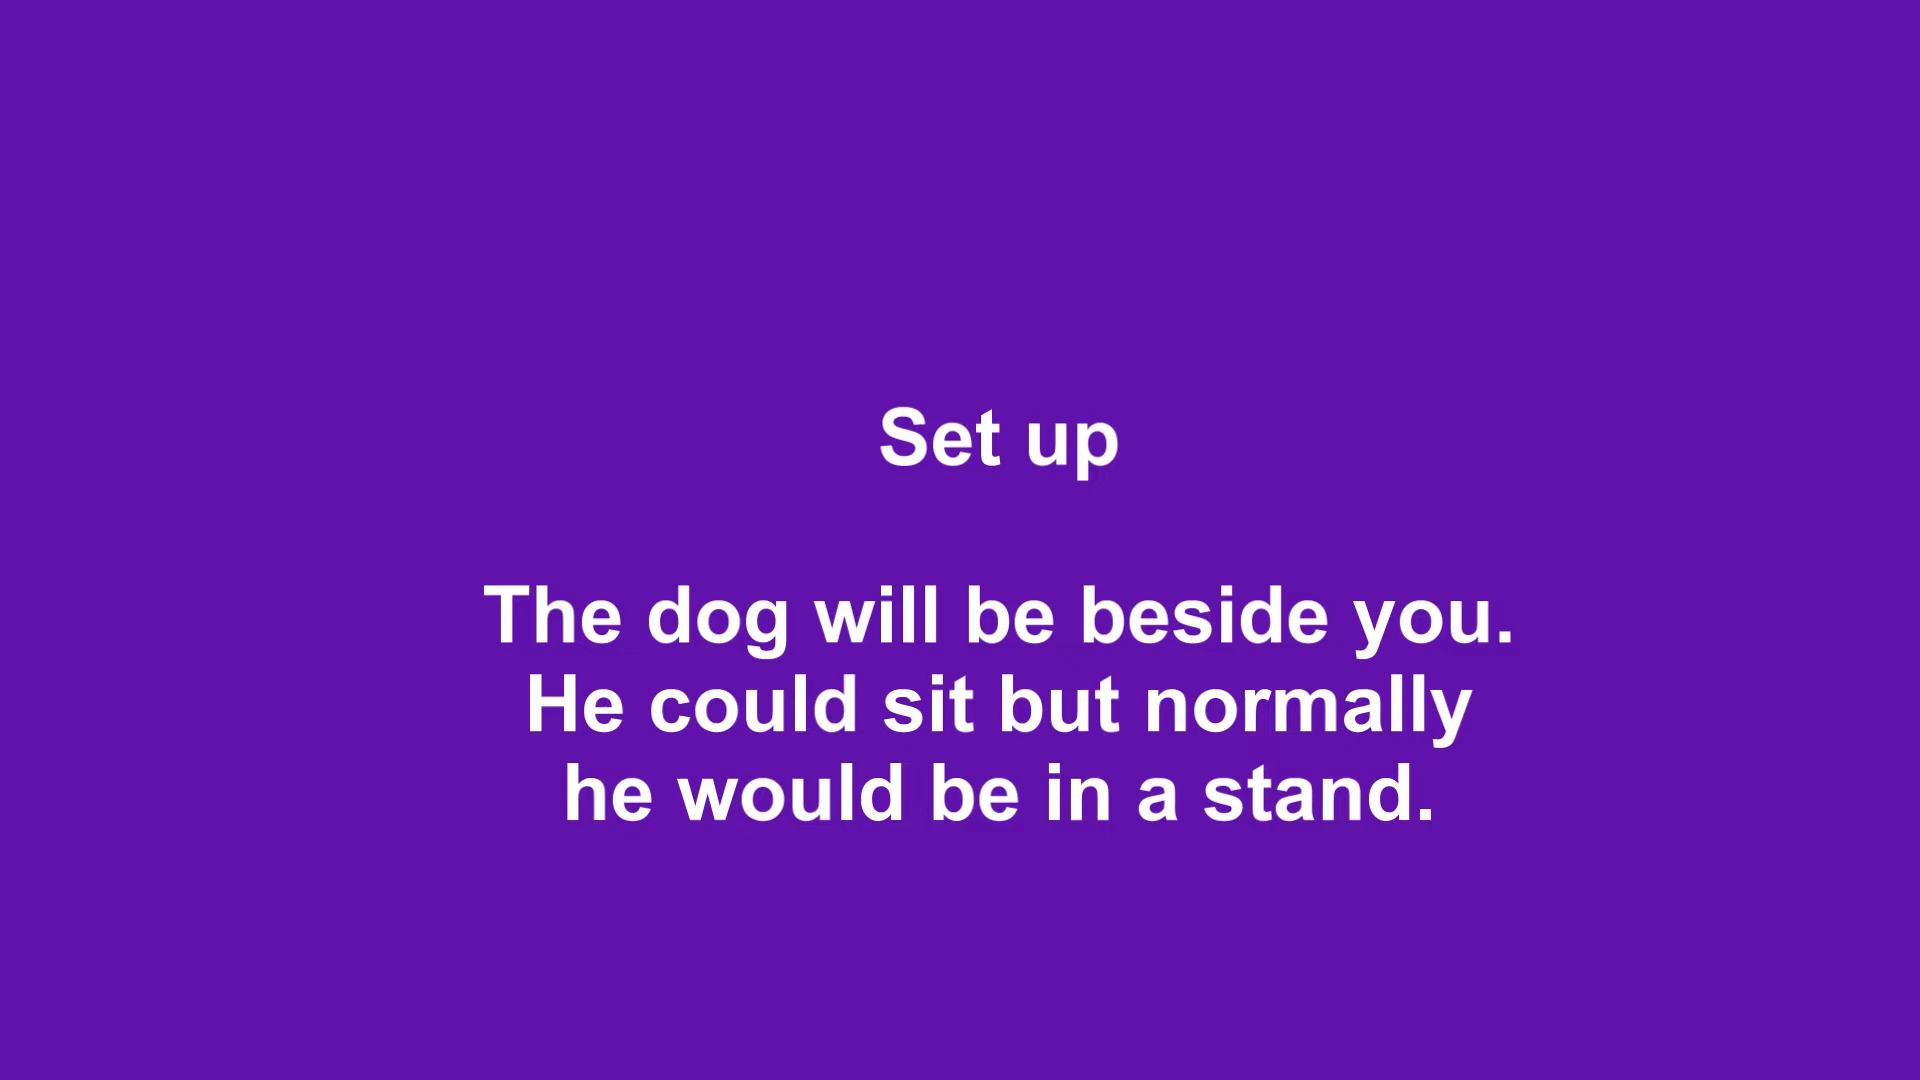 Set up
The dog will be beside you.
He could sit but normally
he would be in a stand.